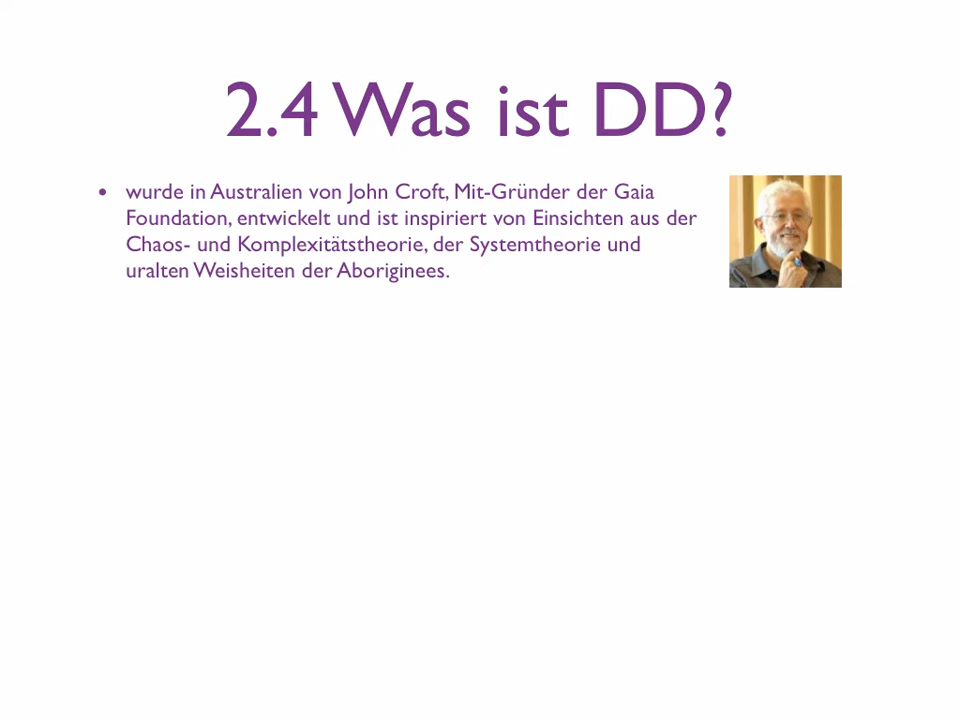 2.4 Was ist DD?
• wurde in Australien von John Croft, Mit-Gründer der Gaia
Foundation, entwickelt und ist inspiriert von Einsichten aus der
Chaos- und Komplexitätstheorie, der Systemtheorie und
uralten Weisheiten der Aboriginees.